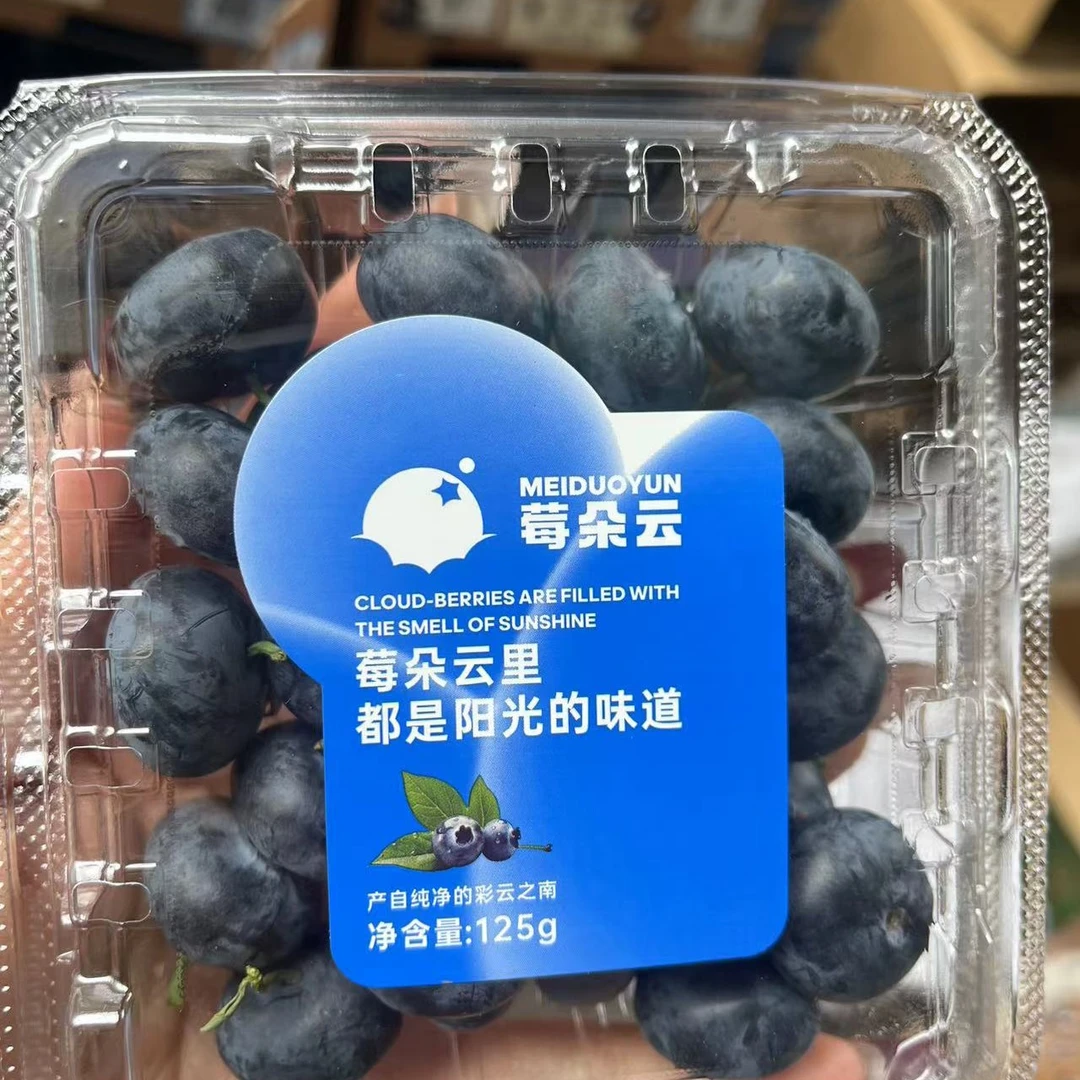 MEIDUOYUN
莓朵云
CLOUD-BERRIES ARE FILLED WITH
THE SMELL OF SUNSHINE
莓朵云里
都是阳光的味道
产自纯净的彩云之南
净含量:125g